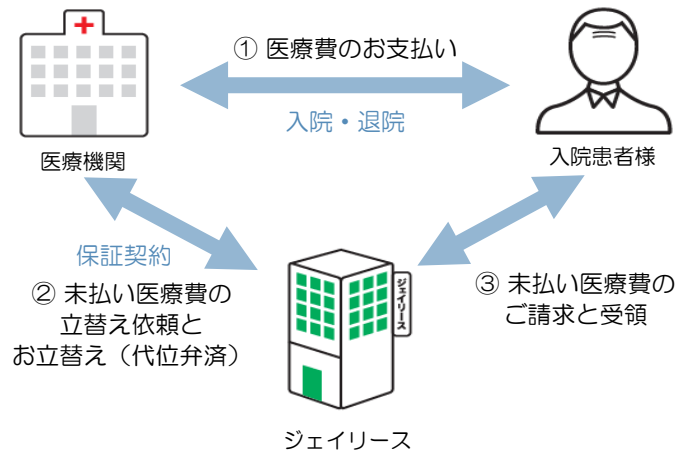 ① 医療費のお支払い
入院・退院
医療機関
入院患者様
保証契約
② 未払い医療費の
立替え依頼と
お立替え（代位弁済）
ジェイリース
③ 未払い医療費の
ご請求と受領
ジェイリース